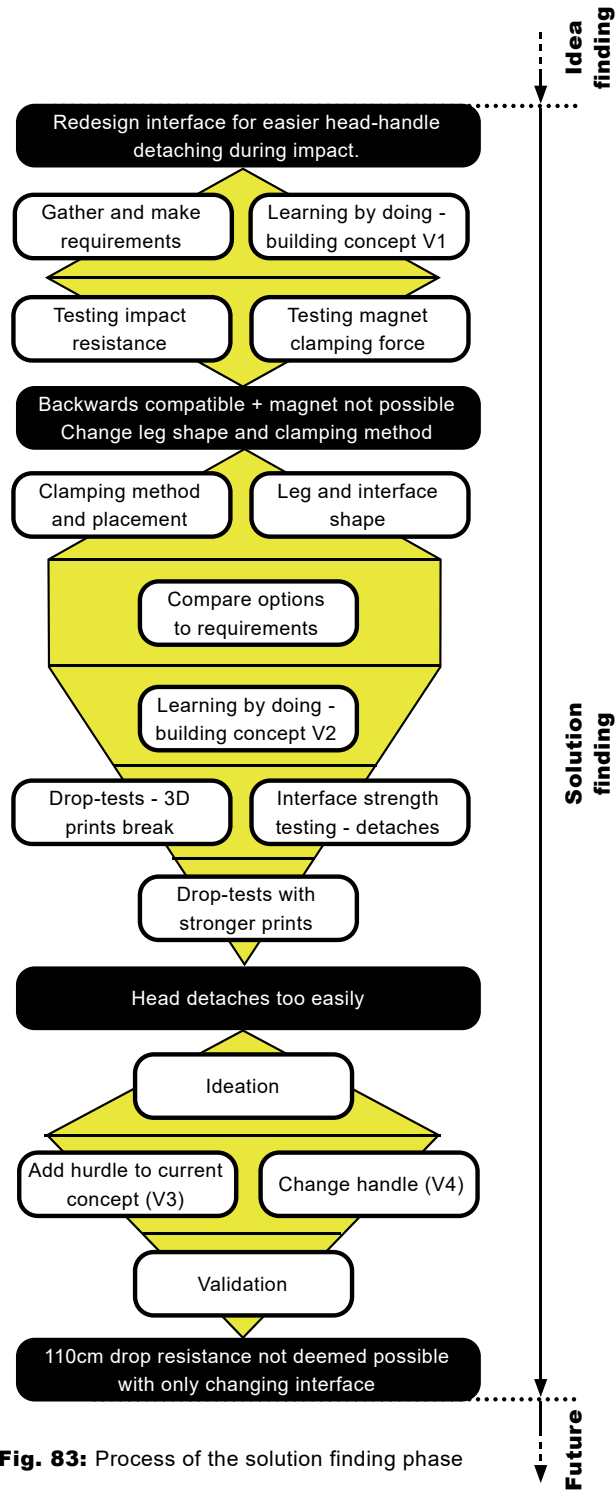 Idea
finding
Redesign interface for easier head-handle
detaching during impact.
Gather and make
requirements
Learning by doing -
building concept V1
Testing impact
resistance
Testing magnet
clamping force
Backwards compatible + magnet not possible
Change leg shape and clamping method
Clamping method
and placement
Leg and interface
shape
Compare options
to requirements
Learning by doing -
building concept V2
Solution
finding
Drop-tests - 3D
prints break
Interface strength
testing - detaches
Drop-tests with
stronger prints
Head detaches too easily
Ideation
Add hurdle to current
concept (V3)
Change handle (V4)
Validation
110cm drop resistance not deemed possible
with only changing interface
Future
Fig. 83: Process of the solution finding phase